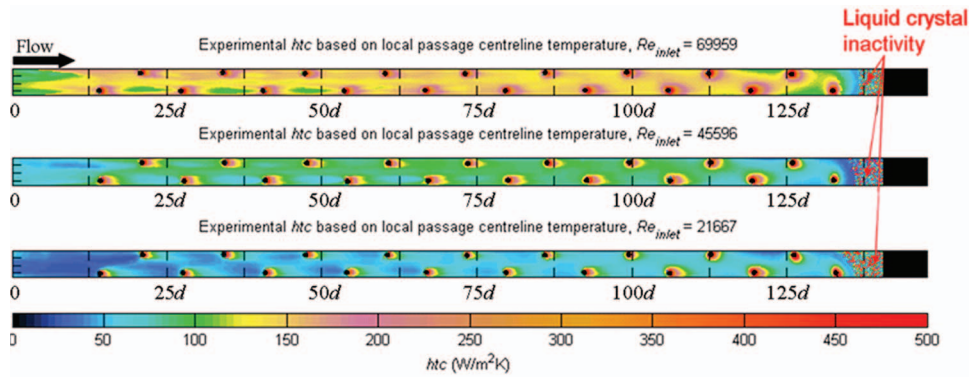 Liquid crystal
inactivity
Flow
Experimental htc based on local passage centreline temperature, Re_inlet = 69959
0 25d 50d 75d 100d 125d
Experimental htc based on local passage centreline temperature, Re_inlet = 45596
0 25d 50d 75d 100d 125d
Experimental htc based on local passage centreline temperature, Re_inlet = 21667
0 25d 50d 75d 100d 125d
0 50 100 150 200 250 300 350 400 450 500
htc (W/m²K)